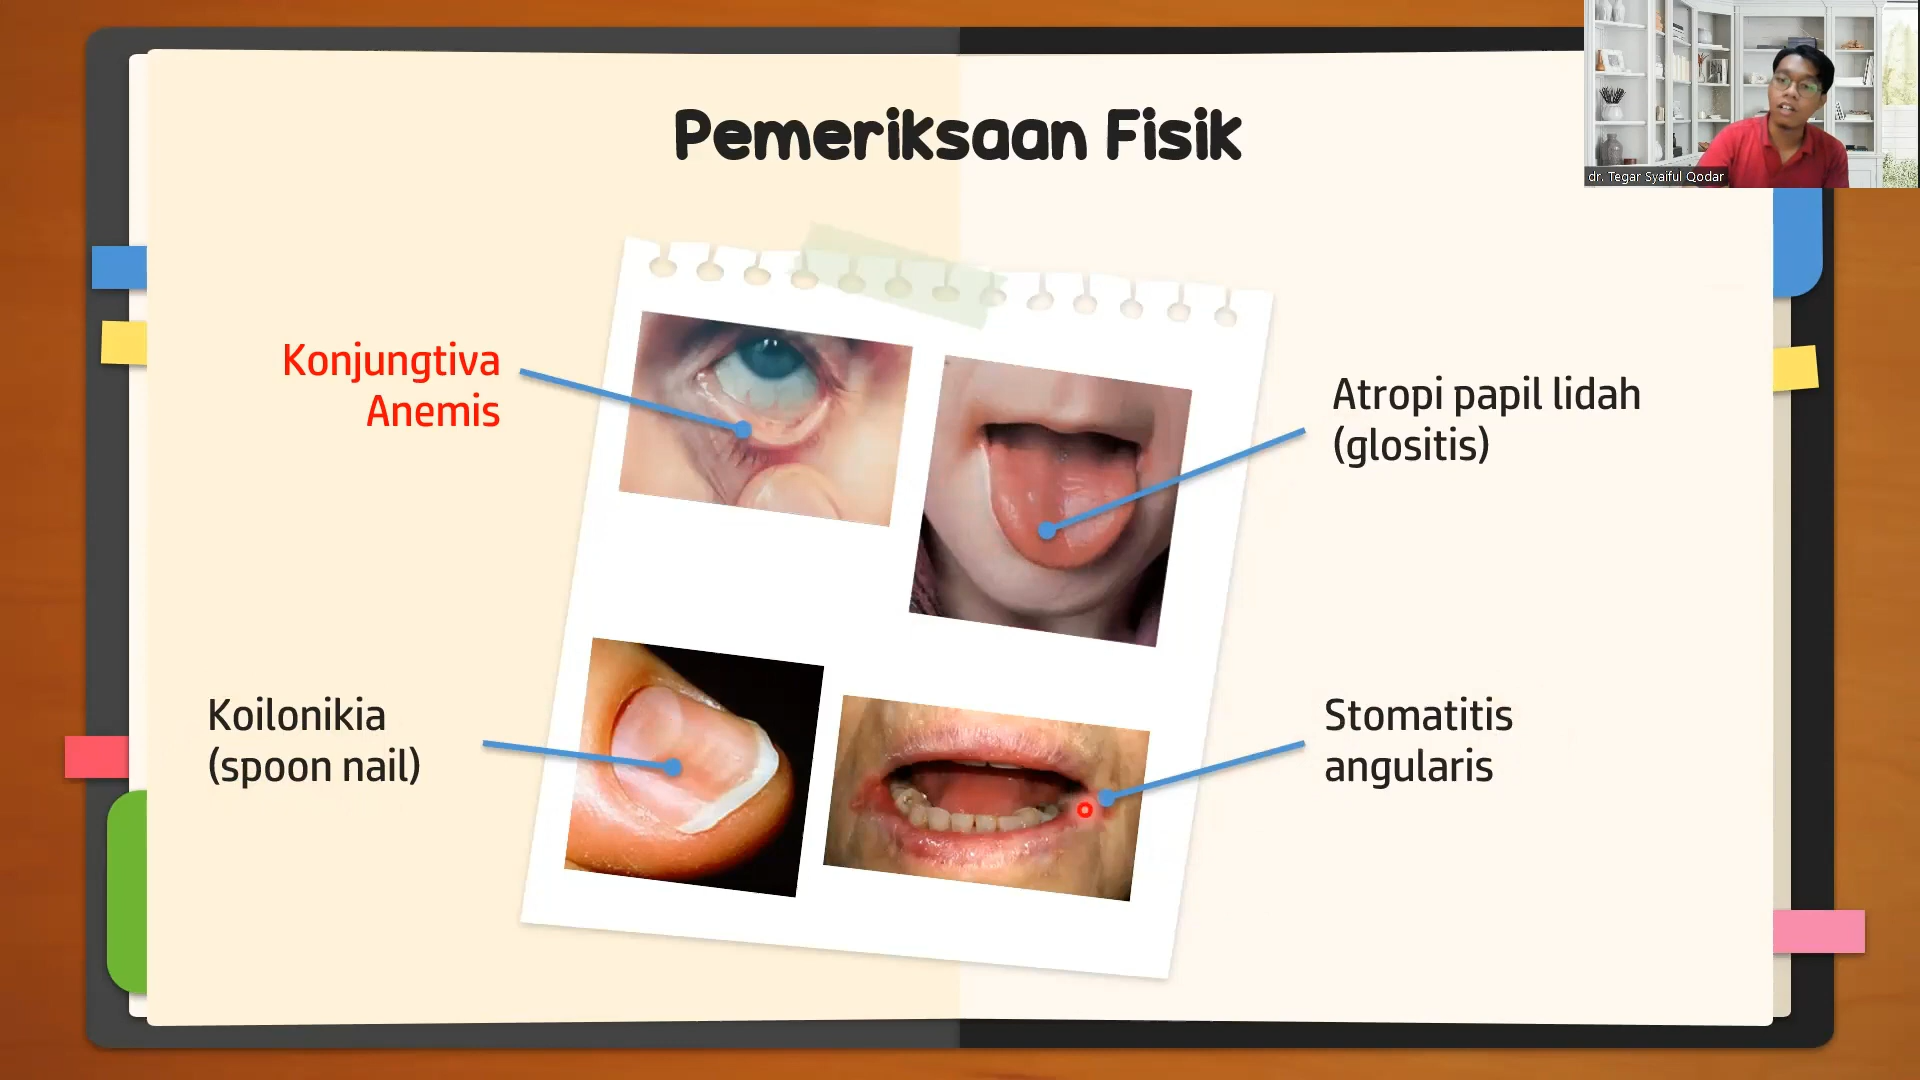 Pemeriksaan Fisik
dr. Tegar Syaiful Qodar
Konjungtiva
Anemis
Atropi papil lidah
(glositis)
Koilonikia
(spoon nail)
Stomatitis
angularis